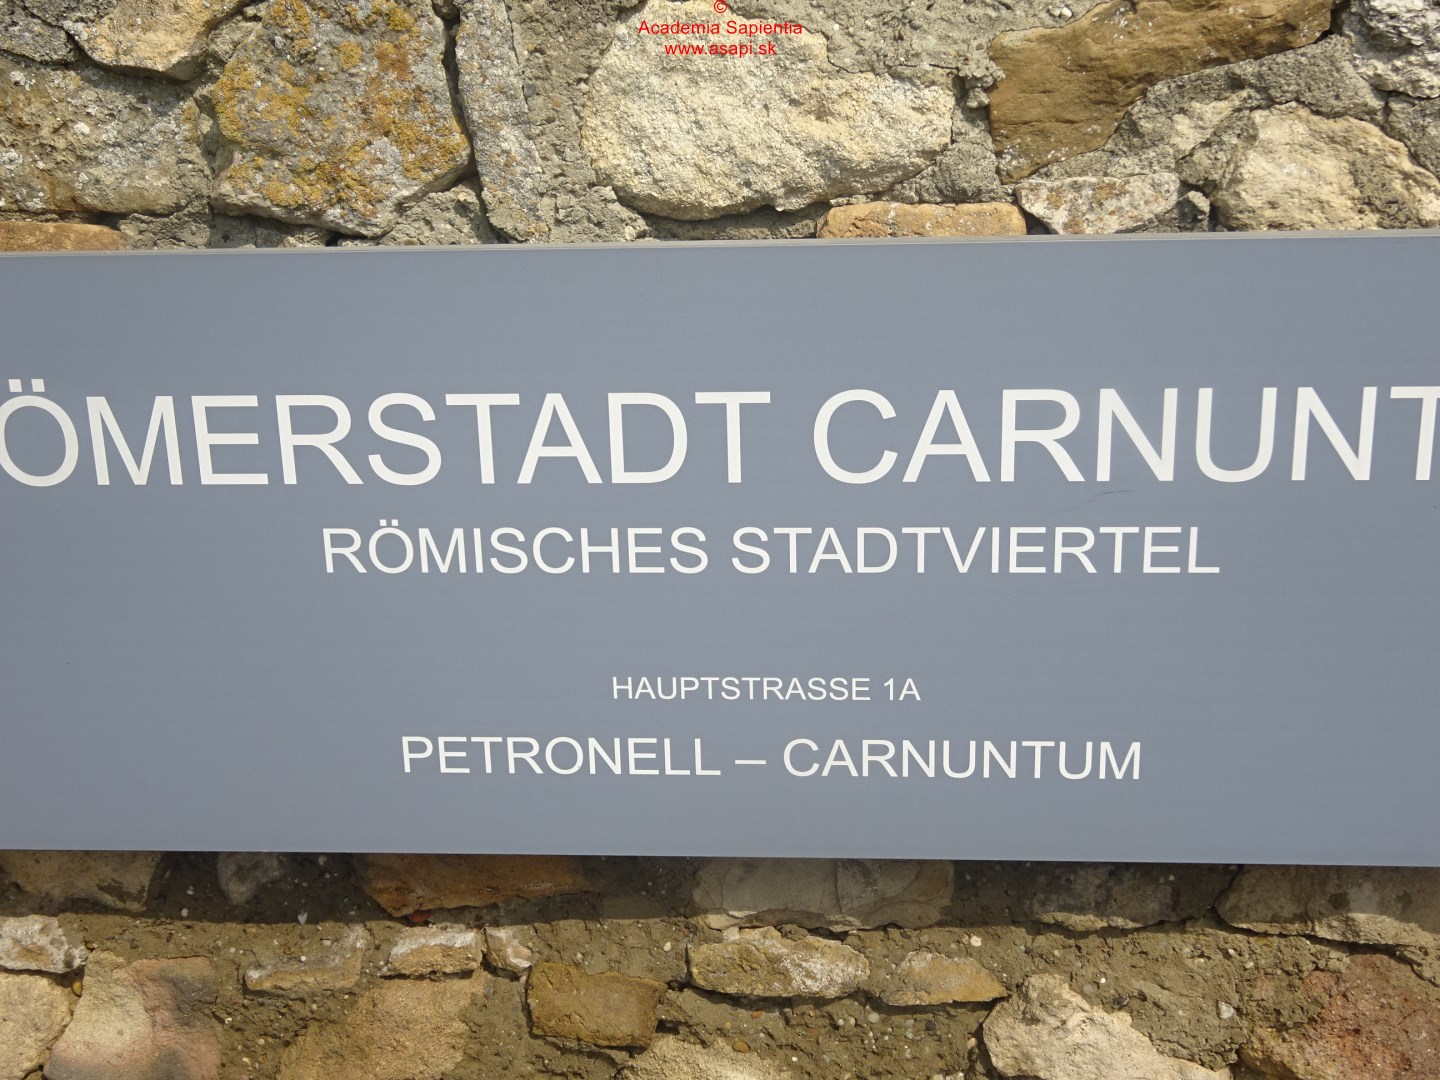 ©
Academia Sapientia
www.asapi.sk
ÖMERSTADT CARNUNT
RÖMISCHES STADTVIERTEL
HAUPTSTRASSE 1A
PETRONELL – CARNUNTUM